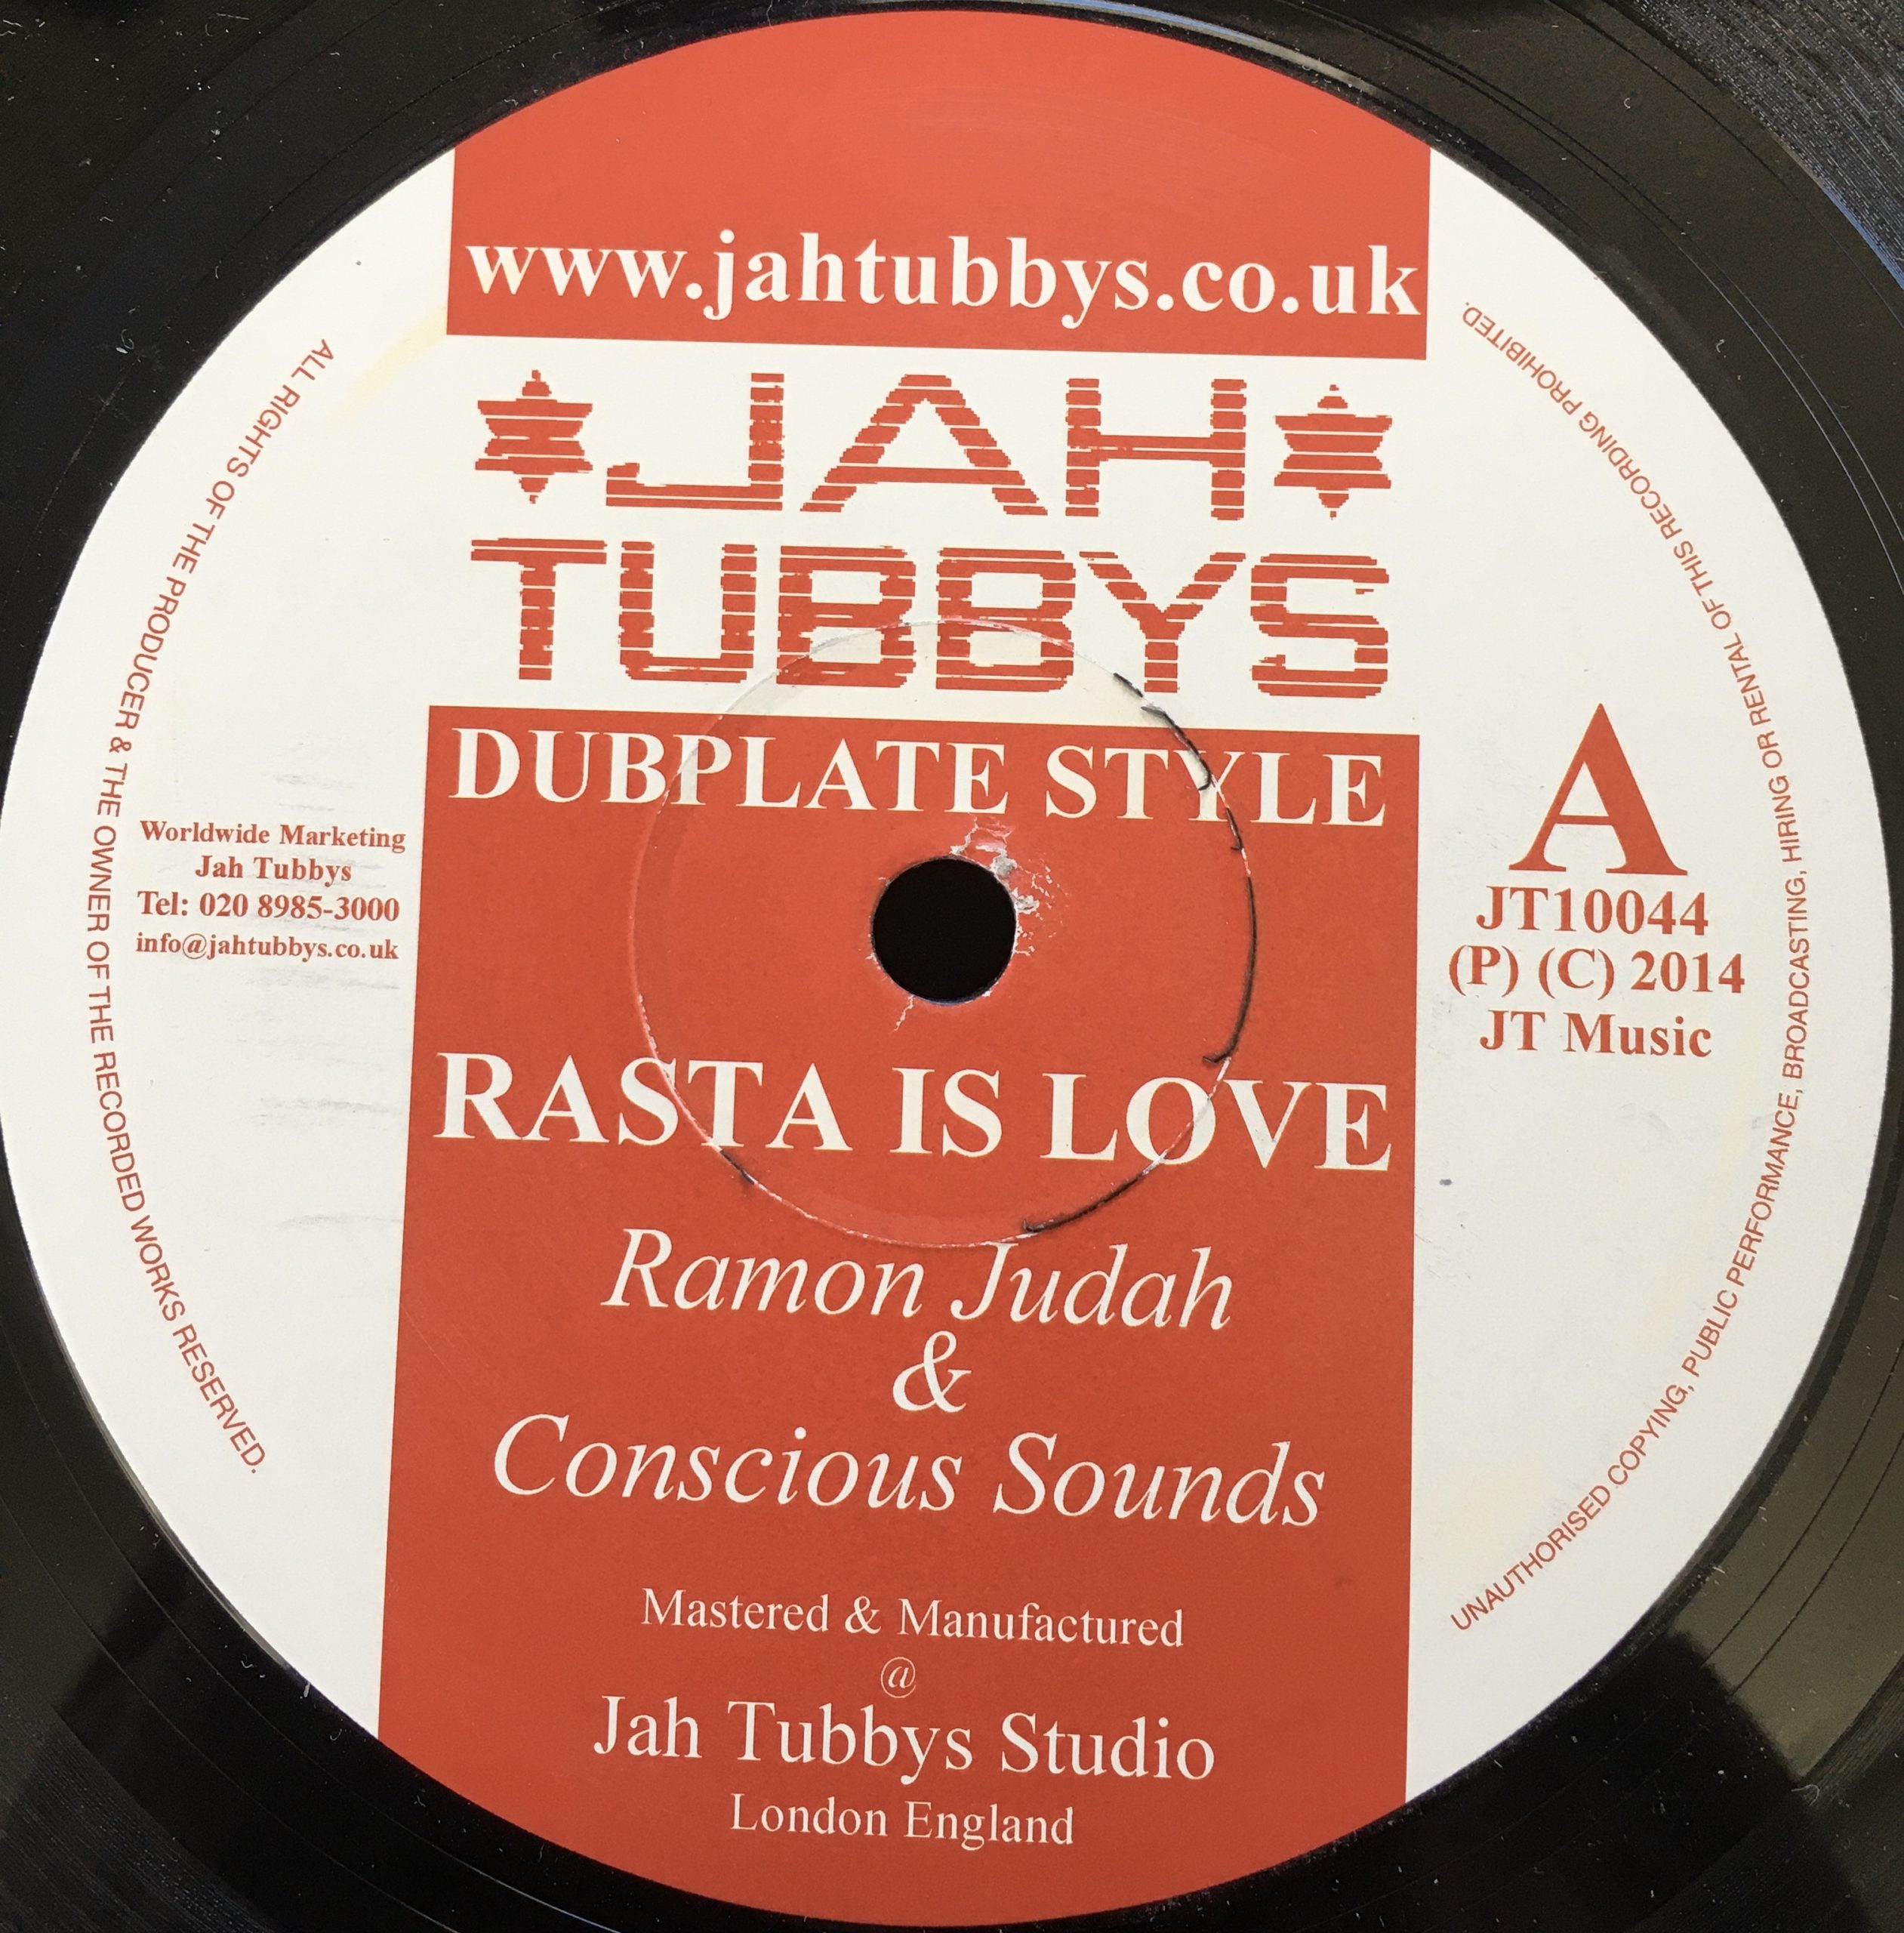 www.jahtubbys.co.uk
JAH
TUBBYS
DUBPLATE STYLE
Worldwide Marketing
Jah Tubbys
Tel: 020 8985-3000
info@jahtubbys.co.uk
A
JT10044
(P) (C) 2014
JT Music
RASTA IS LOVE
Ramon Judah
&
Conscious Sounds
Mastered & Manufactured
@
Jah Tubbys Studio
London England
ALL RIGHTS OF THE PRODUCER & THE OWNER OF THE RECORDED WORKS RESERVED.
UNAUTHORISED COPYING, PUBLIC PERFORMANCE, BROADCASTING, HIRING OR RENTAL OF THIS RECORDING PROHIBITED.